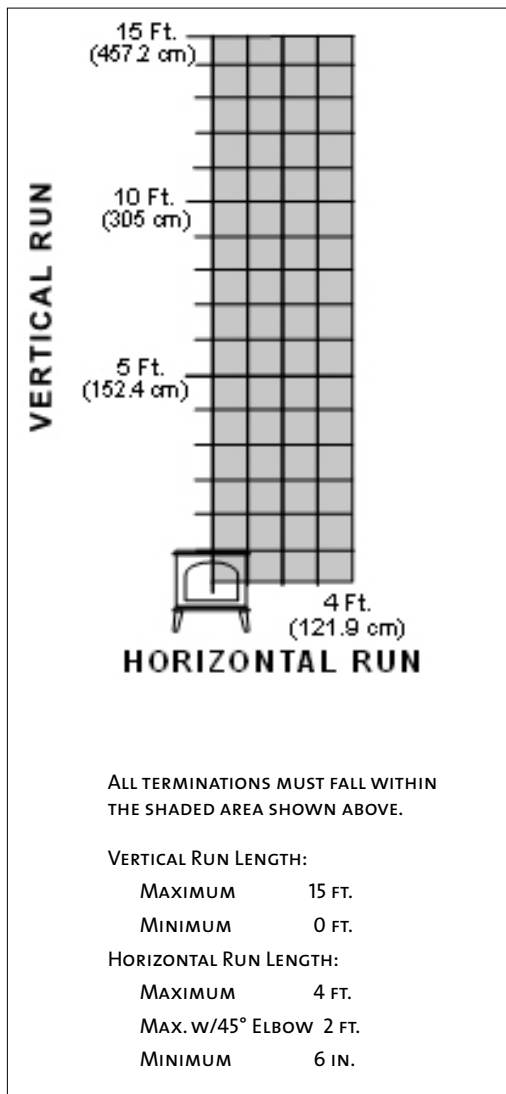 15 Ft.
(457.2 cm)
10 Ft.
(305 cm)
5 Ft.
(152.4 cm)
VERTICAL RUN
4 Ft.
(121.9 cm)
HORIZONTAL RUN
ALL TERMINATIONS MUST FALL WITHIN
THE SHADED AREA SHOWN ABOVE.
VERTICAL RUN LENGTH:
MAXIMUM 15 FT.
MINIMUM 0 FT.
HORIZONTAL RUN LENGTH:
MAXIMUM 4 FT.
MAX. W/45° ELBOW 2 FT.
MINIMUM 6 IN.